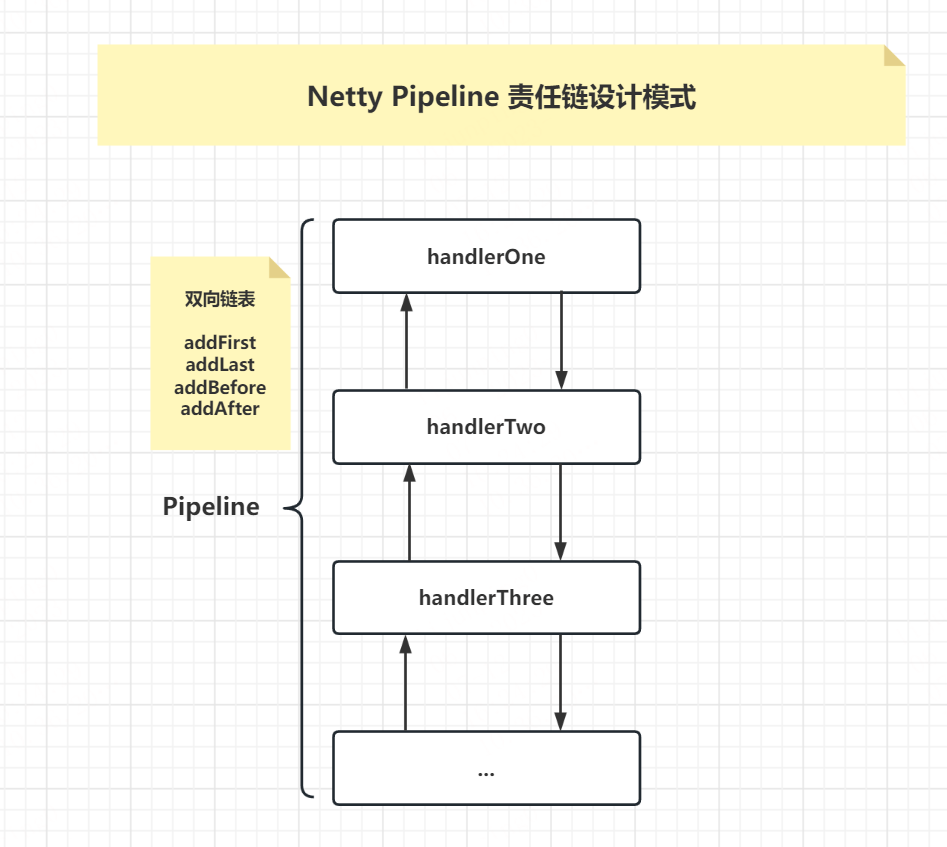 Netty Pipeline 责任链设计模式
handlerOne
双向链表
addFirst
addLast
addBefore
addAfter
handlerTwo
Pipeline
handlerThree
...